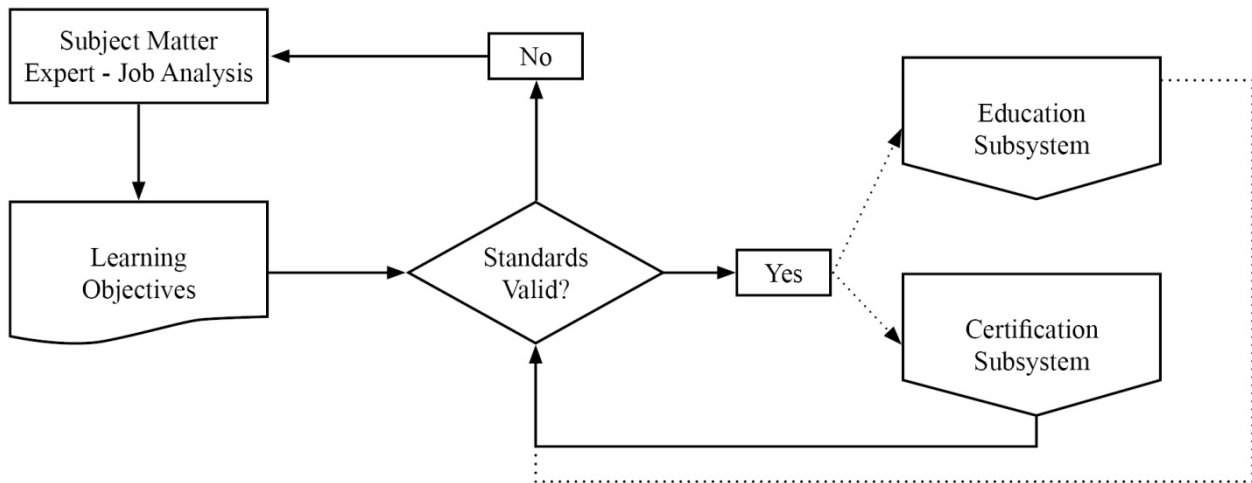 Subject Matter
Expert - Job Analysis
No
Education
Subsystem
Learning
Objectives
Standards
Valid?
Yes
Certification
Subsystem